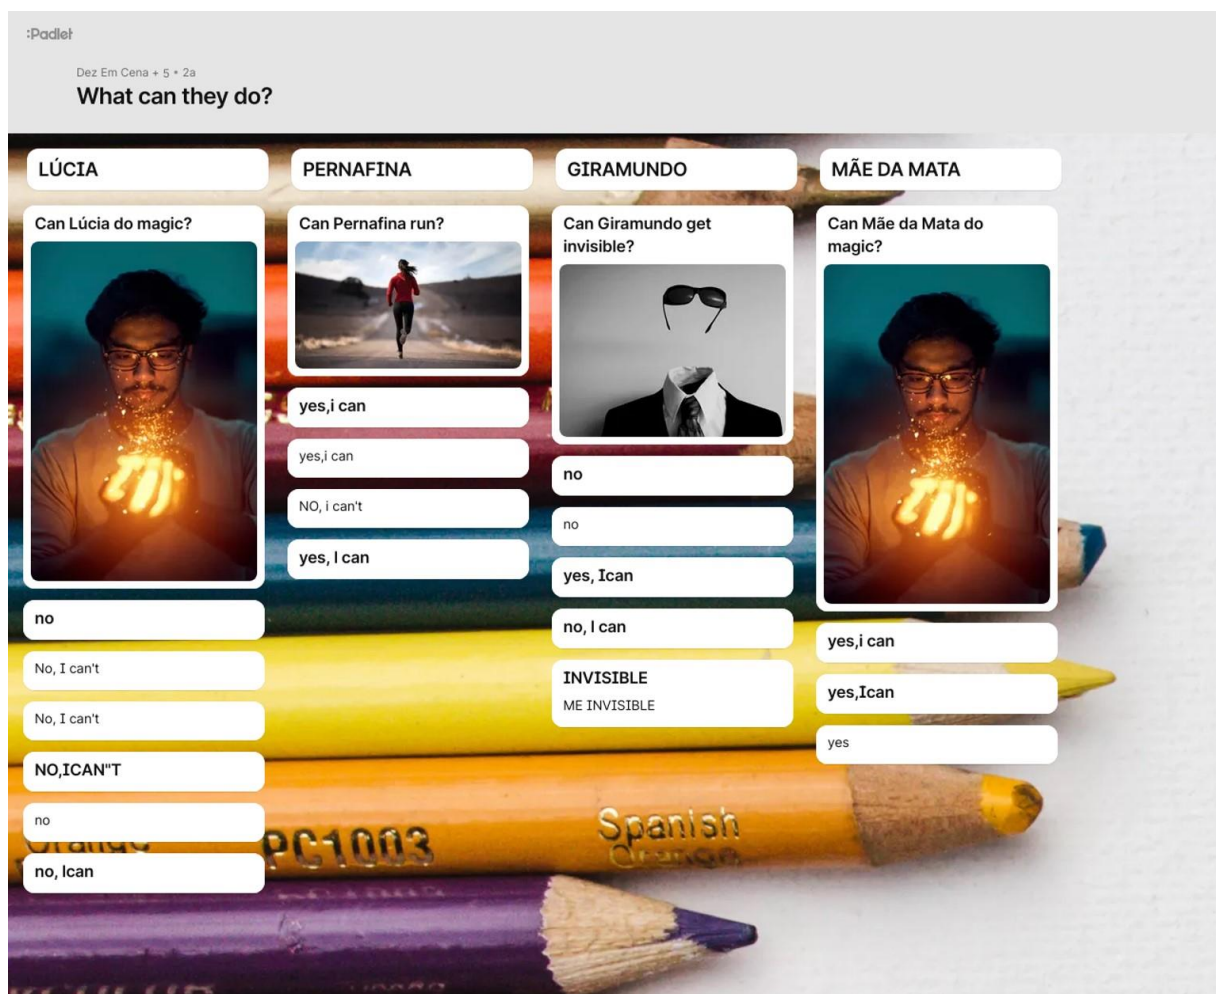 :Padlet
Dez Em Cena + 5 • 2a
What can they do?
LÚCIA
Can Lúcia do magic?
no
No, I can't
No, I can't
NO,ICAN"T
no
no, Ican
PERNAFINA
Can Pernafina run?
yes,i can
yes,i can
NO, i can't
yes, I can
GIRAMUNDO
Can Giramundo get
invisible?
no
no
yes, Ican
no, I can
INVISIBLE
ME INVISIBLE
MÃE DA MATA
Can Mãe da Mata do
magic?
yes,i can
yes,Ican
yes
Orange
PC1003
Spanish
Orange